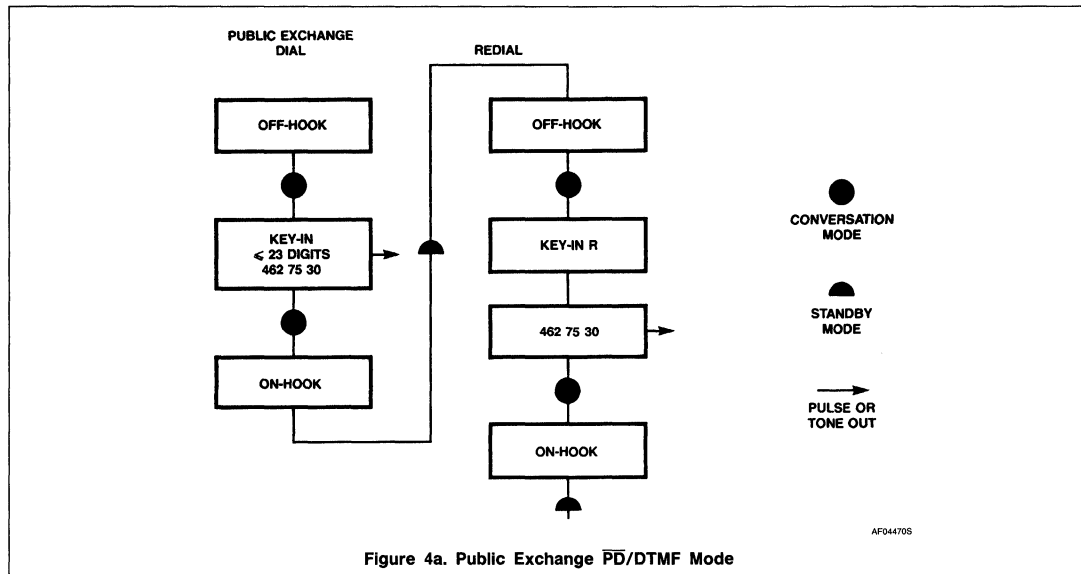 PUBLIC EXCHANGE
DIAL
OFF-HOOK
KEY-IN
⩽ 23 DIGITS
462 75 30
ON-HOOK
REDIAL
OFF-HOOK
KEY-IN R
462 75 30
ON-HOOK
CONVERSATION
MODE
STANDBY
MODE
PULSE OR
TONE OUT
AF04470S
Figure 4a. Public Exchange P̅D̅/DTMF Mode